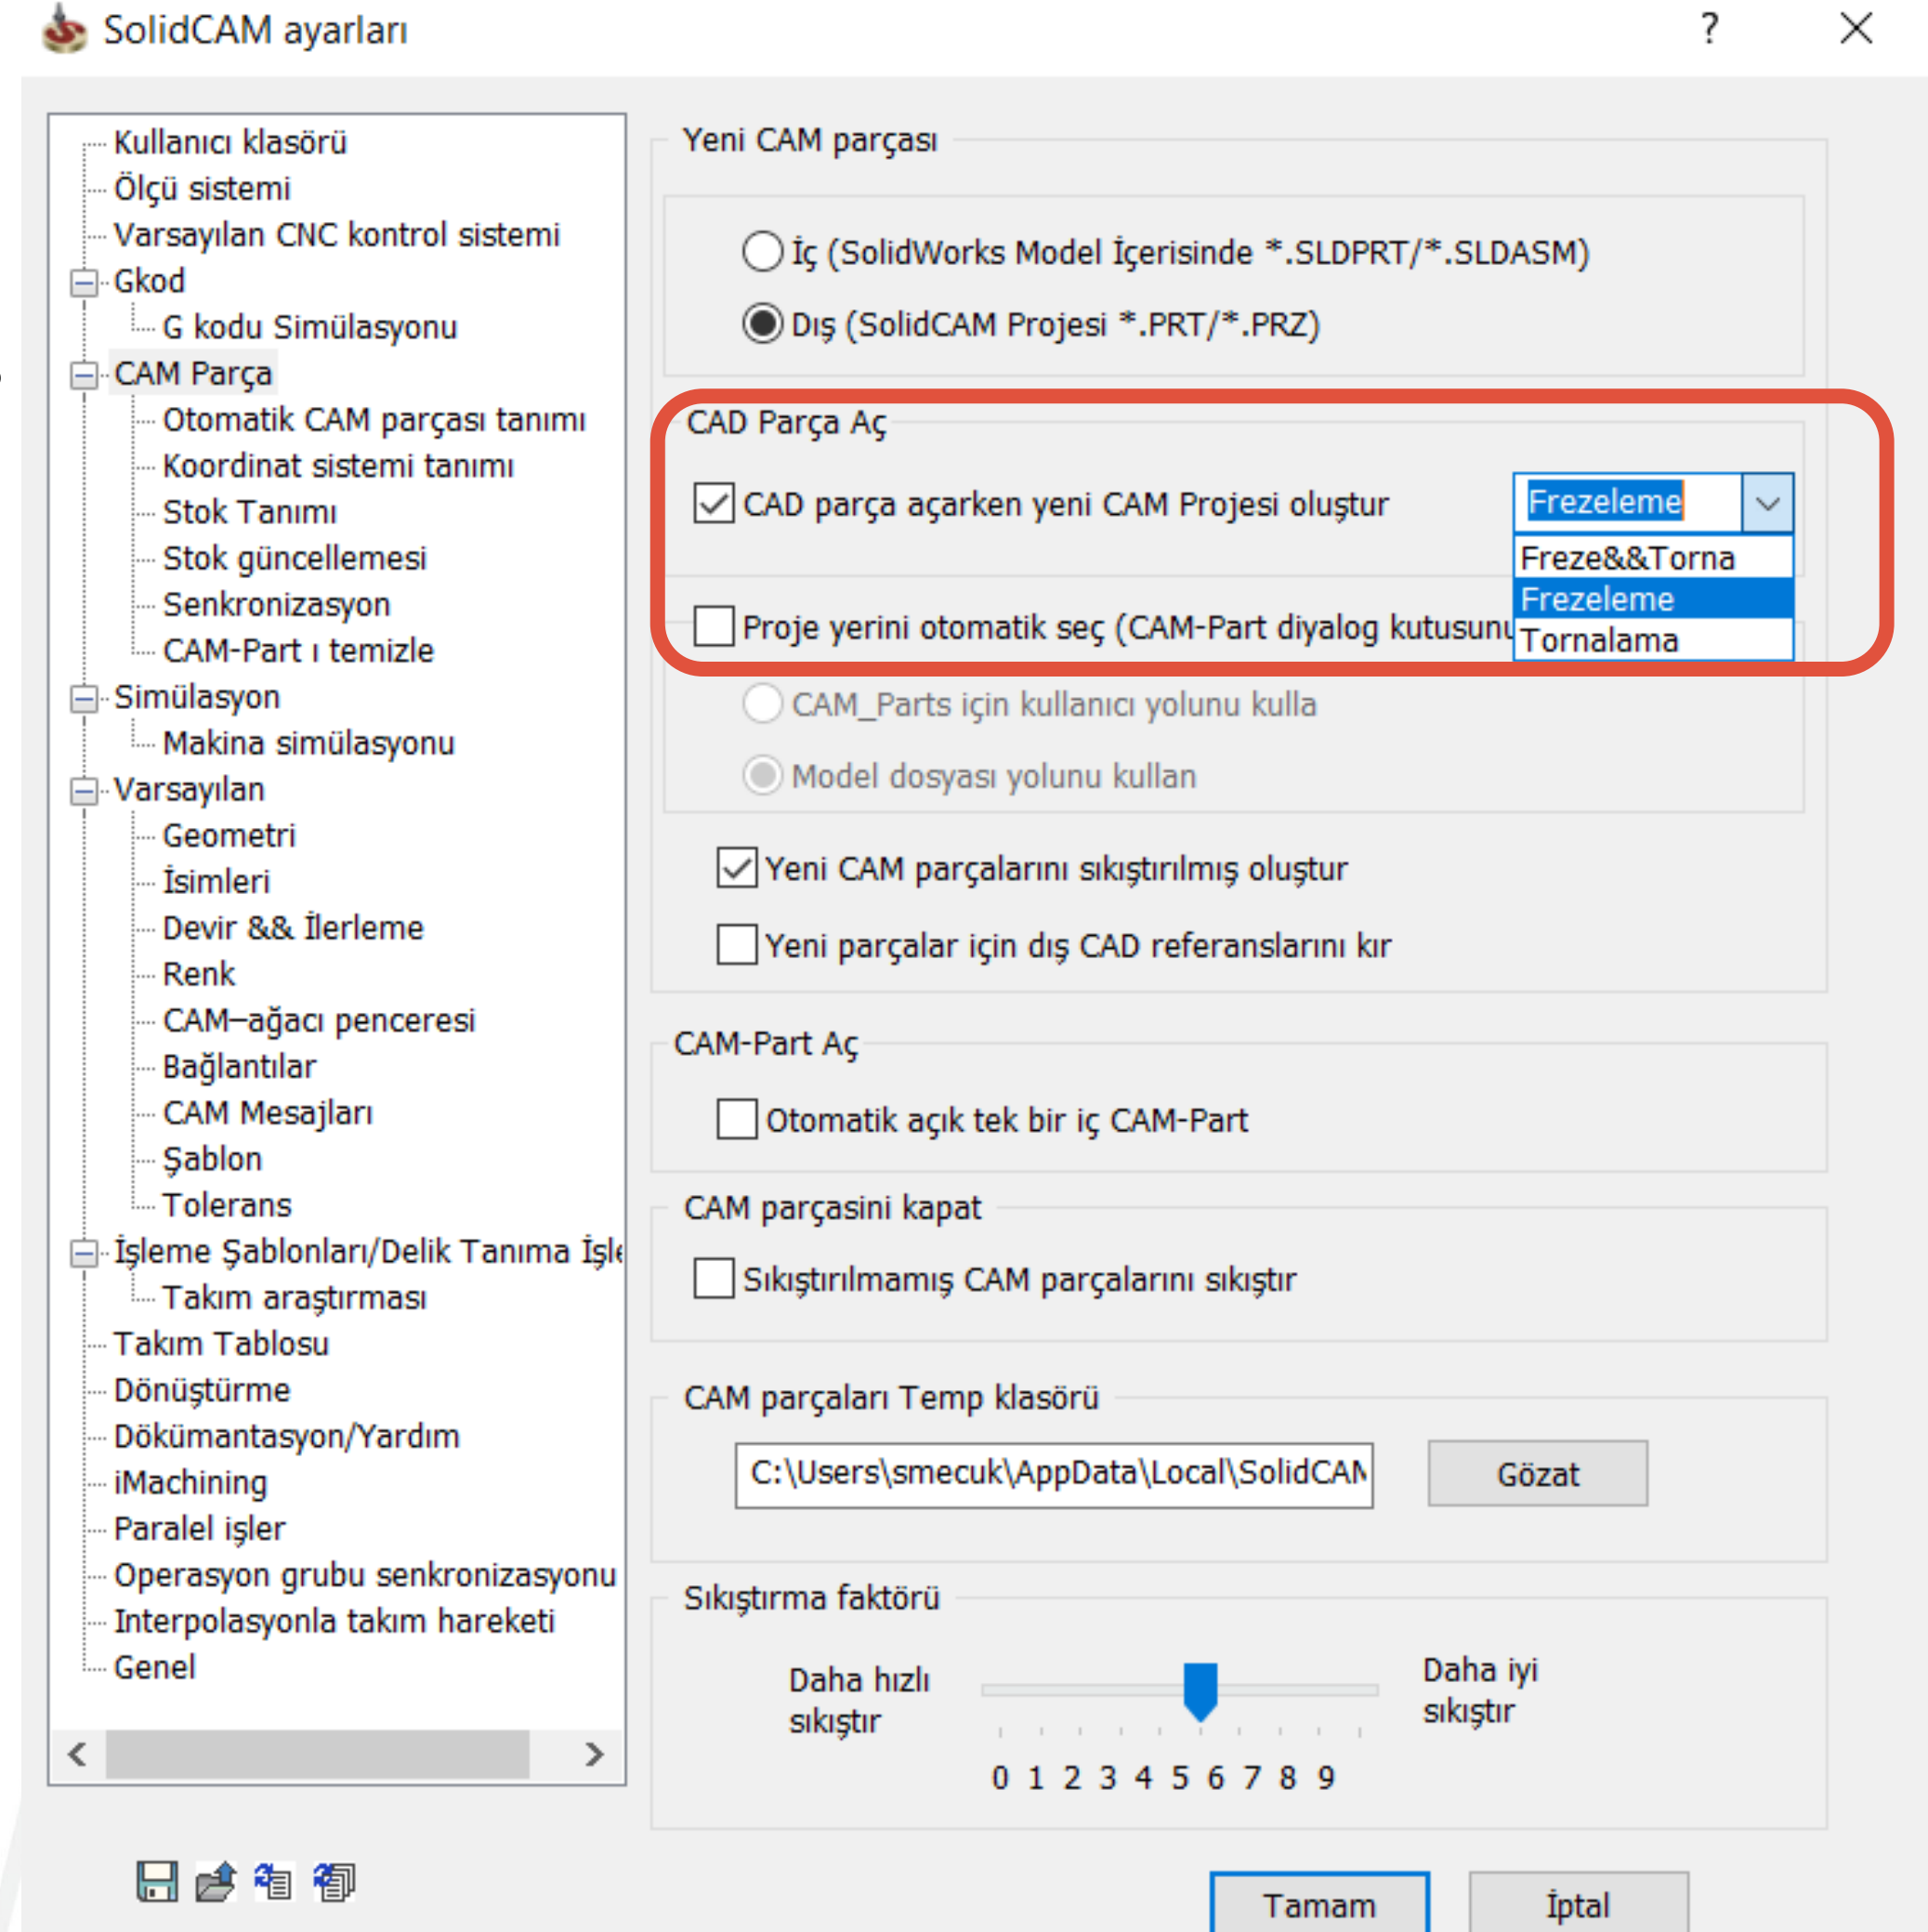 SolidCAM ayarları
?
Kullanıcı klasörü
Ölçü sistemi
Varsayılan CNC kontrol sistemi
Gkod
G kodu Simülasyonu
CAM Parça
Otomatik CAM parçası tanımı
Koordinat sistemi tanımı
Stok Tanımı
Stok güncellemesi
Senkronizasyon
CAM-Part ı temizle
Simülasyon
Makina simülasyonu
Varsayılan
Geometri
İsimleri
Devir && İlerleme
Renk
CAM–ağacı penceresi
Bağlantılar
CAM Mesajları
Şablon
Tolerans
İşleme Şablonları/Delik Tanıma İşle
Takım araştırması
Takım Tablosu
Dönüştürme
Dökümantasyon/Yardım
iMachining
Paralel işler
Operasyon grubu senkronizasyonu
Interpolasyonla takım hareketi
Genel
Yeni CAM parçası
İç (SolidWorks Model İçerisinde *.SLDPRT/*.SLDASM)
Dış (SolidCAM Projesi *.PRT/*.PRZ)
CAD Parça Aç
CAD parça açarken yeni CAM Projesi oluştur
Frezeleme
Freze&&Torna
Frezeleme
Tornalama
Proje yerini otomatik seç (CAM-Part diyalog kutusunu
CAM_Parts için kullanıcı yolunu kulla
Model dosyası yolunu kullan
Yeni CAM parçalarını sıkıştırılmış oluştur
Yeni parçalar için dış CAD referanslarını kır
CAM-Part Aç
Otomatik açık tek bir iç CAM-Part
CAM parçasini kapat
Sıkıştırılmamış CAM parçalarını sıkıştır
CAM parçaları Temp klasörü
C:\Users\smecuk\AppData\Local\SolidCAM
Gözat
Sıkıştırma faktörü
Daha hızlı
sıkıştır
Daha iyi
sıkıştır
0 1 2 3 4 5 6 7 8 9
Tamam
İptal